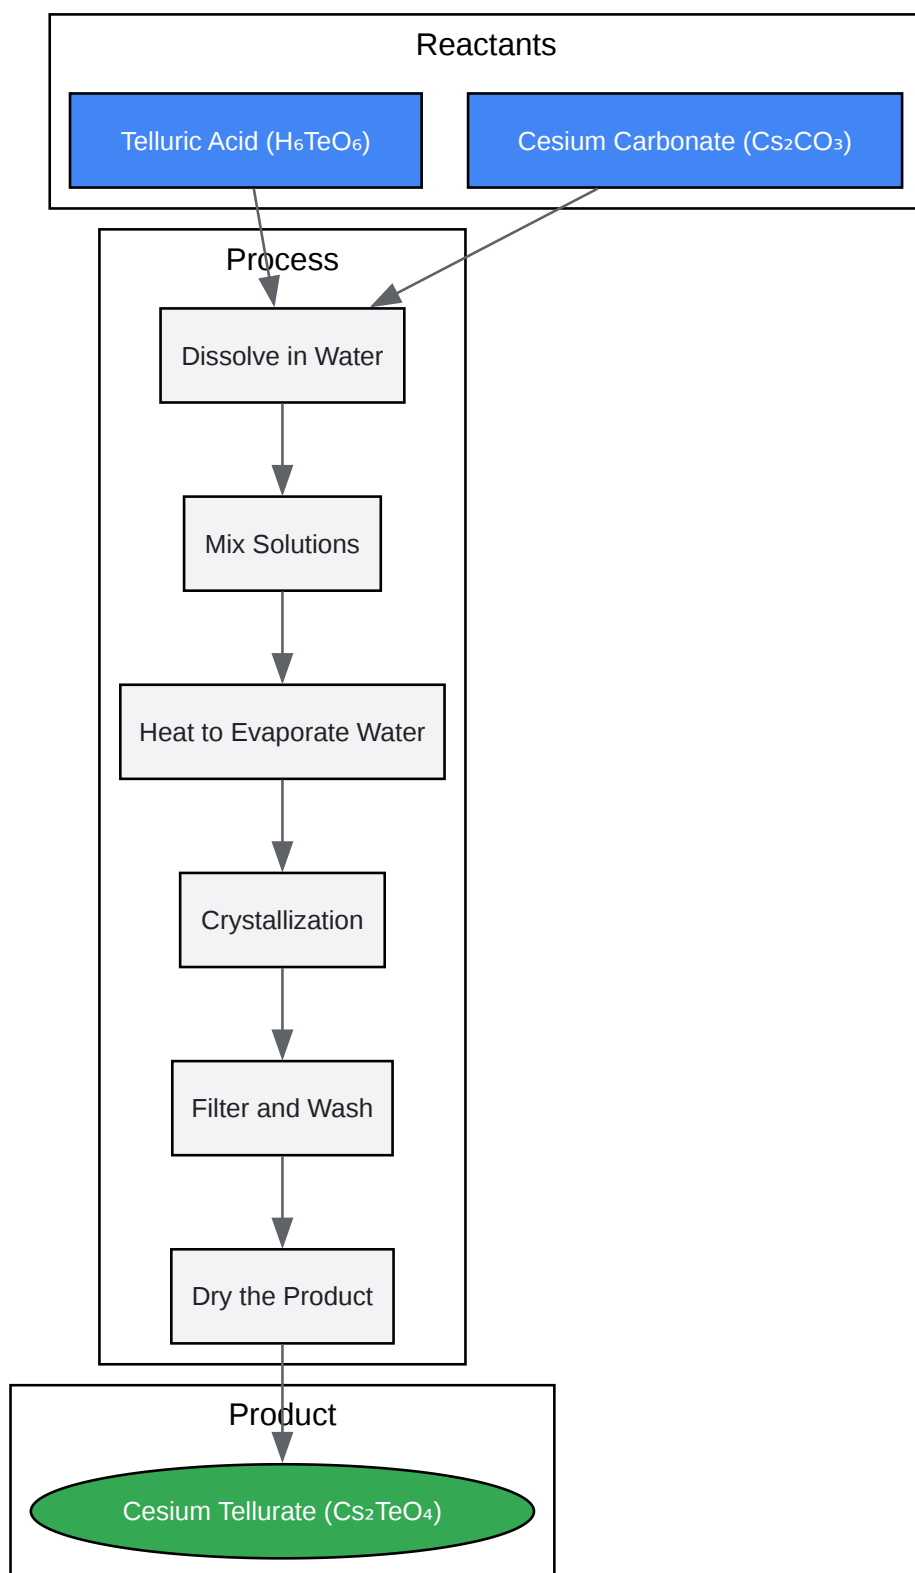 Reactants
Telluric Acid (H₆TeO₆)
Cesium Carbonate (Cs₂CO₃)
Process
Dissolve in Water
Mix Solutions
Heat to Evaporate Water
Crystallization
Filter and Wash
Dry the Product
Product
Cesium Tellurate (Cs₂TeO₄)